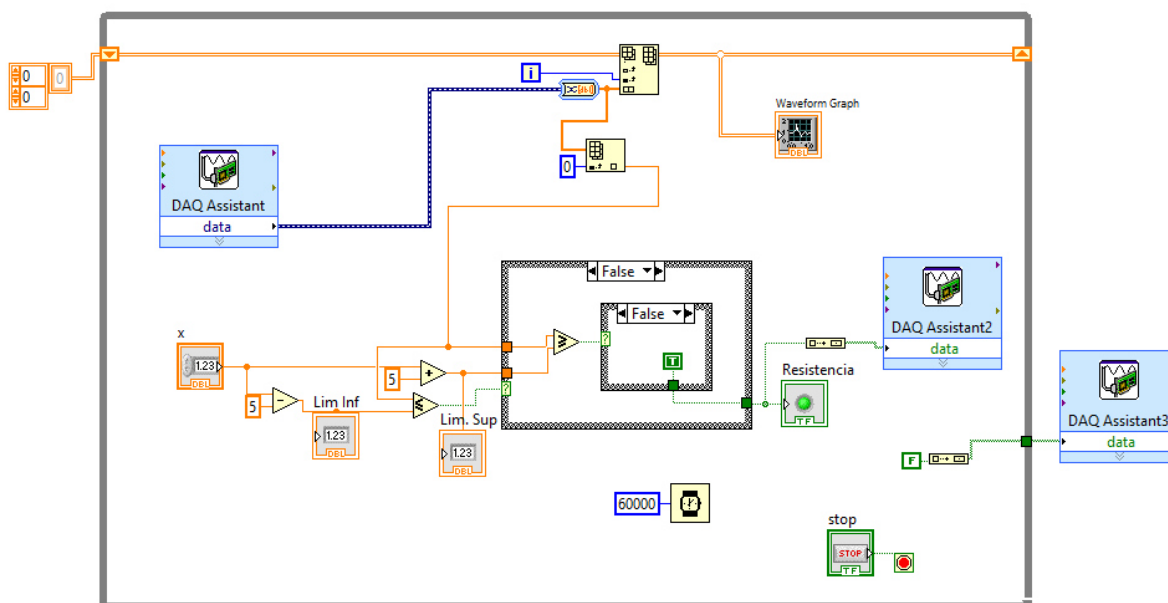 0
0
0
i
[dbl]
Waveform Graph
DBL
0
DAQ Assistant
data
False
False
DAQ Assistant2
data
x
1.23
DBL
5
5
T
Resistencia
TF
Lim Inf
1.23
DBL
Lim. Sup
1.23
DBL
DAQ Assistant3
data
F
60000
stop
STOP
TF